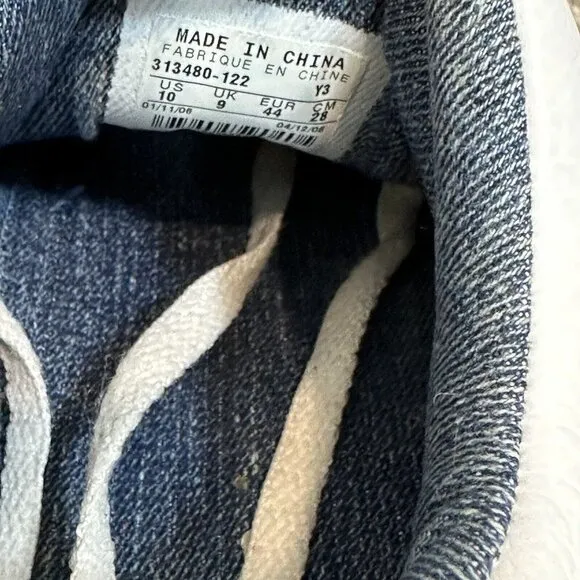 MADE IN CHINA
FABRIQUE EN CHINE
313480-122 Y3
US UK EUR CM
10 9 44 28
01/11/06 04/12/06